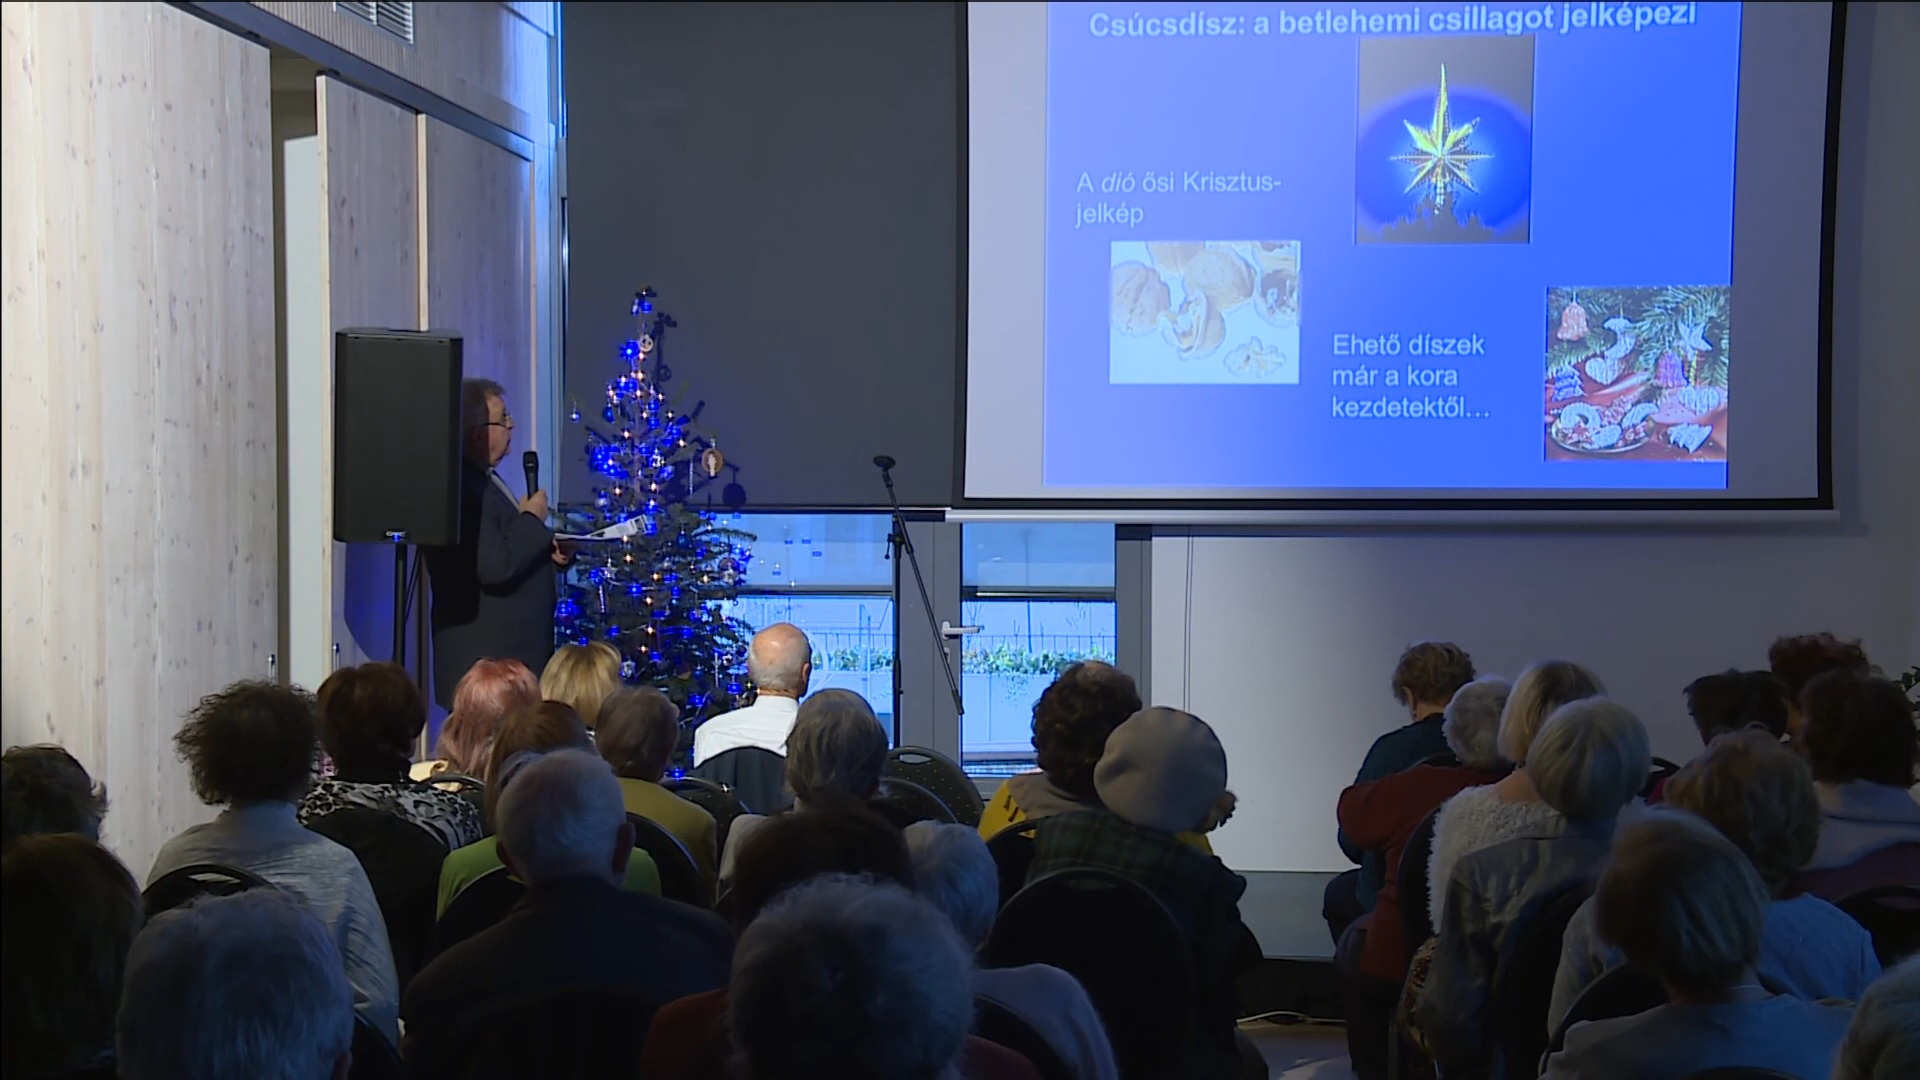 Csúcsdísz: a betlehemi csillagot jelképezi
A dió ősi Krisztus-
jelkép
Ehető díszek
már a kora
kezdetektől…